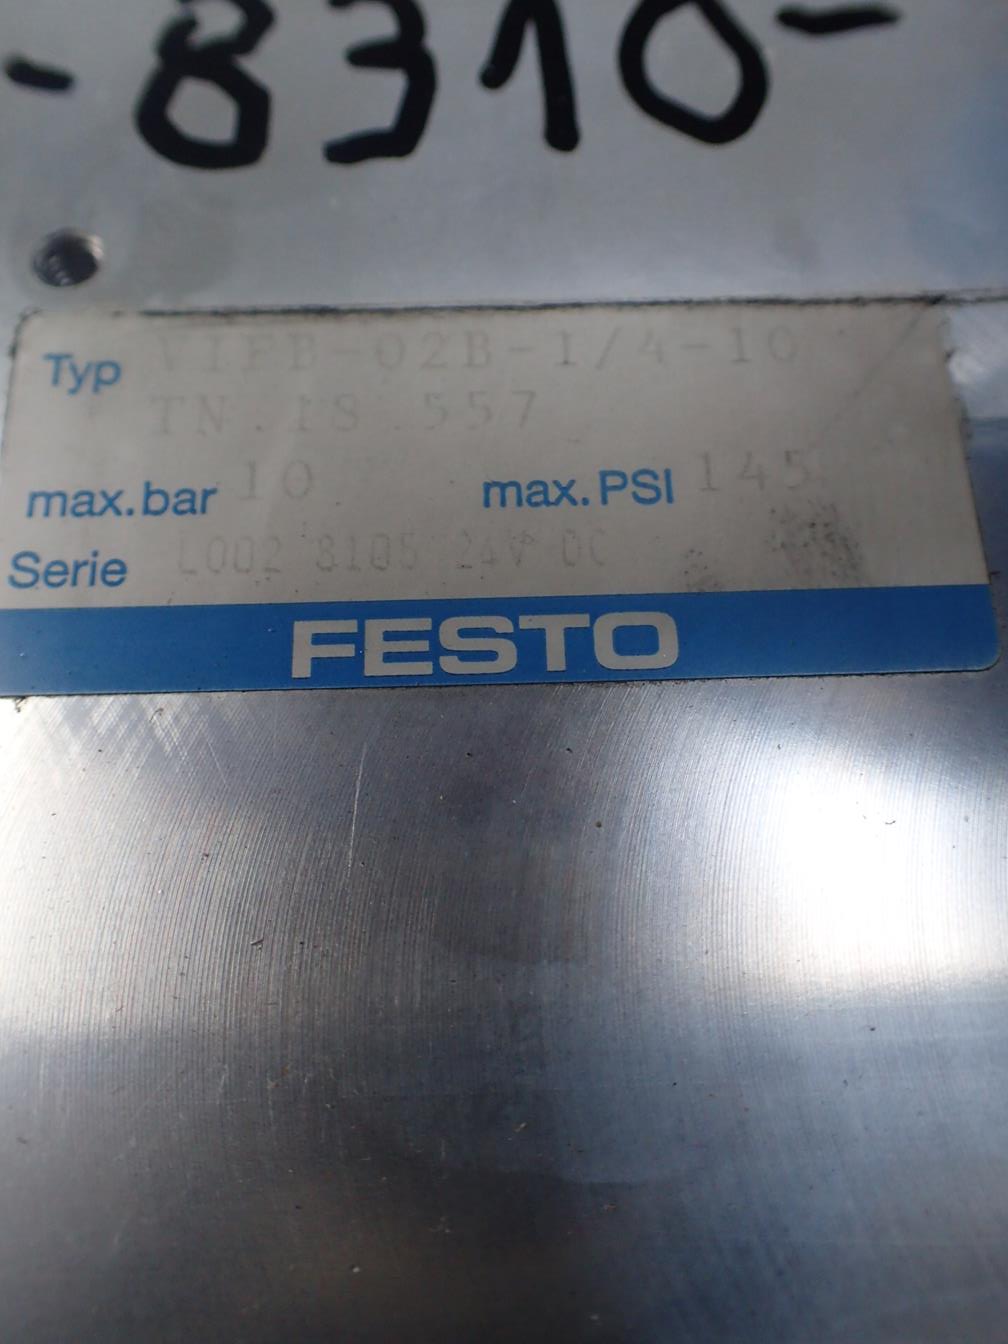 -8310-
Typ VIFB-02B-1/4-10
TN.18 557
max.bar 10 max.PSI 145
Serie L002 8105 24V DC
FESTO